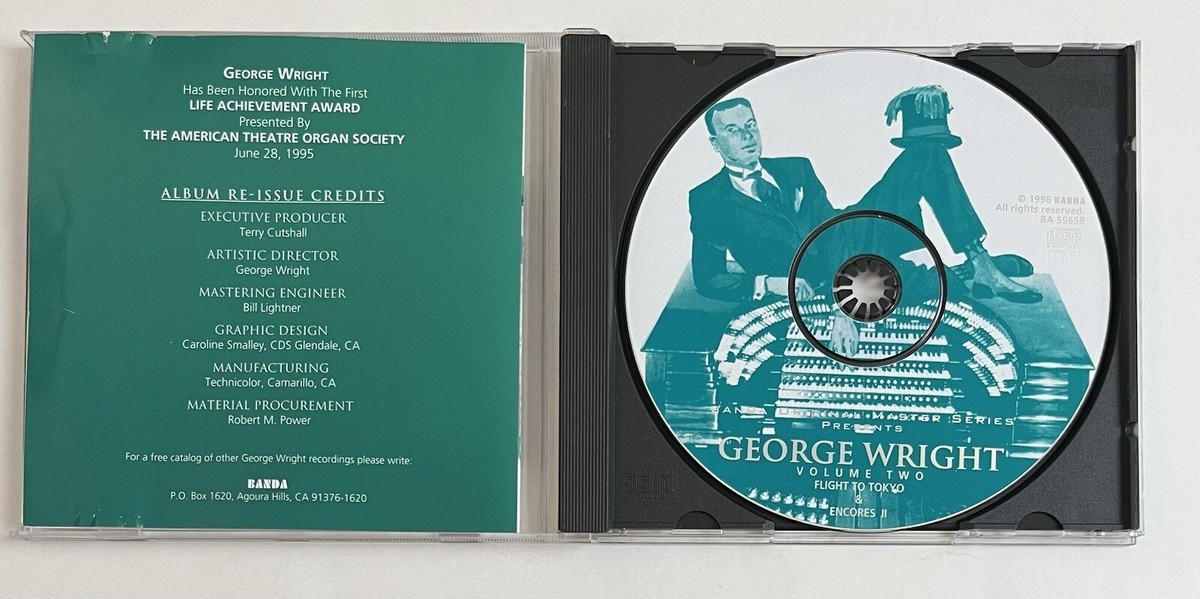 GEORGE WRIGHT
Has Been Honored With The First
LIFE ACHIEVEMENT AWARD
Presented By
THE AMERICAN THEATRE ORGAN SOCIETY
June 28, 1995
ALBUM RE-ISSUE CREDITS
EXECUTIVE PRODUCER
Terry Cutshall
ARTISTIC DIRECTOR
George Wright
MASTERING ENGINEER
Bill Lightner
GRAPHIC DESIGN
Caroline Smalley, CDS Glendale, CA
MANUFACTURING
Technicolor, Camarillo, CA
MATERIAL PROCUREMENT
Robert M. Power
For a free catalog of other George Wright recordings please write:
BANDA
P.O. Box 1620, Agoura Hills, CA 91376-1620
© 1996 BANDA
All rights reserved.
BA 59658
BANDA ORIGINAL MASTER SERIES
PRESENTS
GEORGE WRIGHT
VOLUME TWO
FLIGHT TO TOKYO
&
ENCORES II